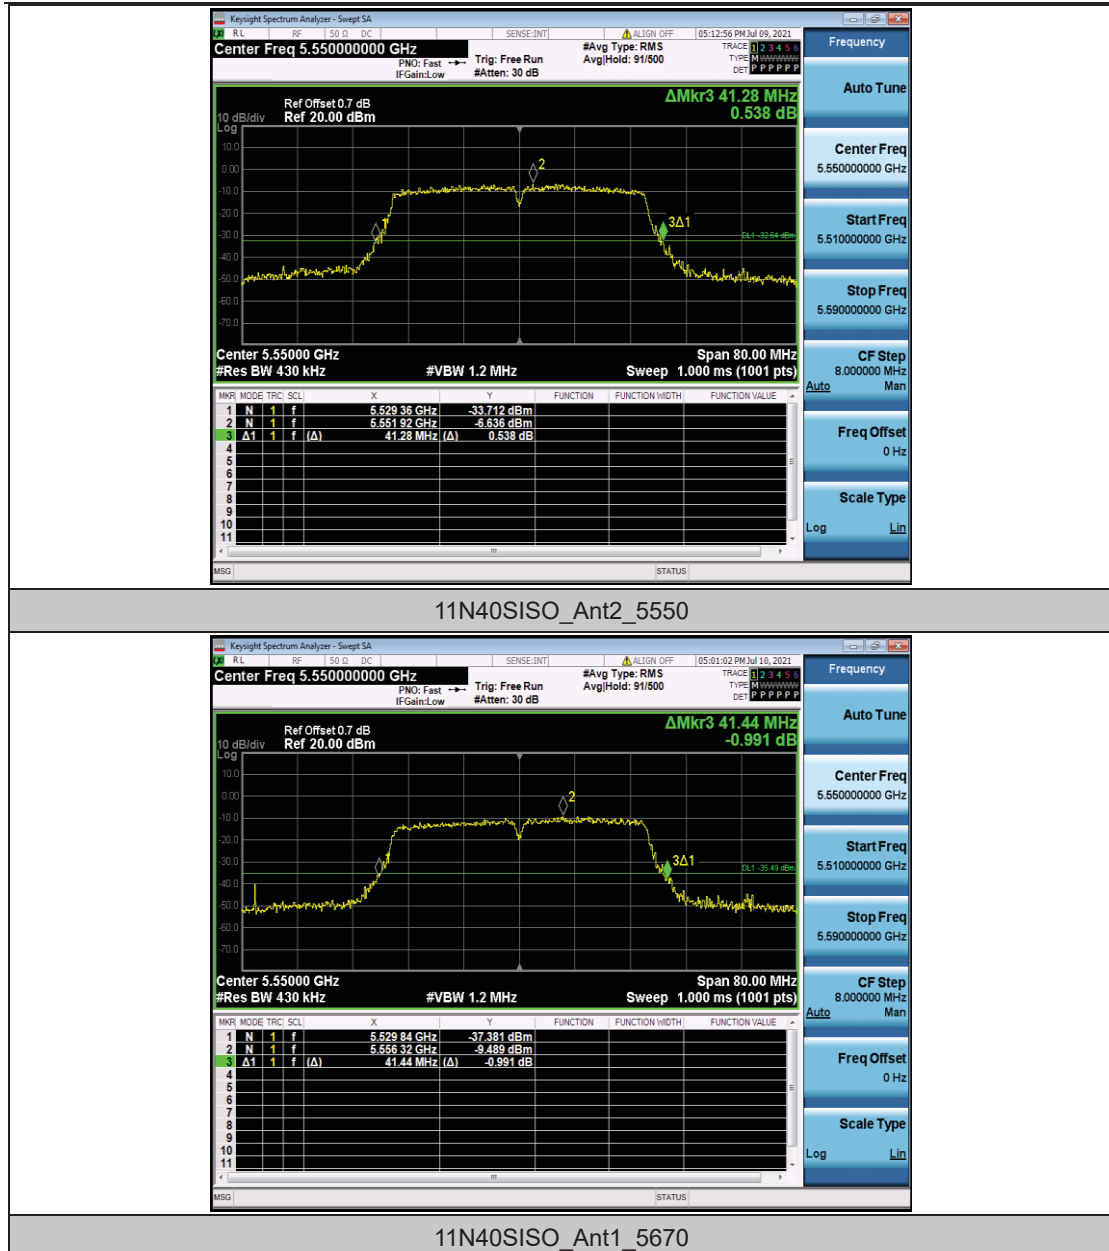 Keysight Spectrum Analyzer - Swept SA
LXI RL RF 50 Ω DC SENSE:INT ALIGN OFF 05:12:56 PM Jul 09, 2021
Center Freq 5.550000000 GHz #Avg Type: RMS TRACE 1 2 3 4 5 6
PNO: Fast Trig: Free Run Avg|Hold: 91/500 TYPE M WWWWW
IFGain:Low #Atten: 30 dB DET P P P P P P
ΔMkr3 41.28 MHz
0.538 dB
Ref Offset 0.7 dB
10 dB/div Ref 20.00 dBm
Log
10.0
0.00
-10.0
-20.0
-30.0
-40.0
-50.0
-60.0
-70.0
1
2
3Δ1
DL1 -32.64 dBm
Center 5.55000 GHz Span 80.00 MHz
#Res BW 430 kHz #VBW 1.2 MHz Sweep 1.000 ms (1001 pts)
MKR MODE TRC SCL X Y FUNCTION FUNCTION WIDTH FUNCTION VALUE
1 N 1 f 5.529 36 GHz -33.712 dBm
2 N 1 f 5.551 92 GHz -6.636 dBm
3 Δ1 1 f (Δ) 41.28 MHz (Δ) 0.538 dB
4
5
6
7
8
9
10
11
MSG STATUS
Frequency
Auto Tune
Center Freq
5.550000000 GHz
Start Freq
5.510000000 GHz
Stop Freq
5.590000000 GHz
CF Step
8.000000 MHz
Auto Man
Freq Offset
0 Hz
Scale Type
Log Lin
11N40SISO_Ant2_5550
Keysight Spectrum Analyzer - Swept SA
LXI RL RF 50 Ω DC SENSE:INT ALIGN OFF 05:01:02 PM Jul 10, 2021
Center Freq 5.550000000 GHz #Avg Type: RMS TRACE 1 2 3 4 5 6
PNO: Fast Trig: Free Run Avg|Hold: 91/500 TYPE M WWWWW
IFGain:Low #Atten: 30 dB DET P P P P P P
ΔMkr3 41.44 MHz
-0.991 dB
Ref Offset 0.7 dB
10 dB/div Ref 20.00 dBm
Log
10.0
0.00
-10.0
-20.0
-30.0
-40.0
-50.0
-60.0
-70.0
1
2
3Δ1
DL1 -35.49 dBm
Center 5.55000 GHz Span 80.00 MHz
#Res BW 430 kHz #VBW 1.2 MHz Sweep 1.000 ms (1001 pts)
MKR MODE TRC SCL X Y FUNCTION FUNCTION WIDTH FUNCTION VALUE
1 N 1 f 5.529 84 GHz -37.381 dBm
2 N 1 f 5.556 32 GHz -9.489 dBm
3 Δ1 1 f (Δ) 41.44 MHz (Δ) -0.991 dB
4
5
6
7
8
9
10
11
MSG STATUS
Frequency
Auto Tune
Center Freq
5.550000000 GHz
Start Freq
5.510000000 GHz
Stop Freq
5.590000000 GHz
CF Step
8.000000 MHz
Auto Man
Freq Offset
0 Hz
Scale Type
Log Lin
11N40SISO_Ant1_5670